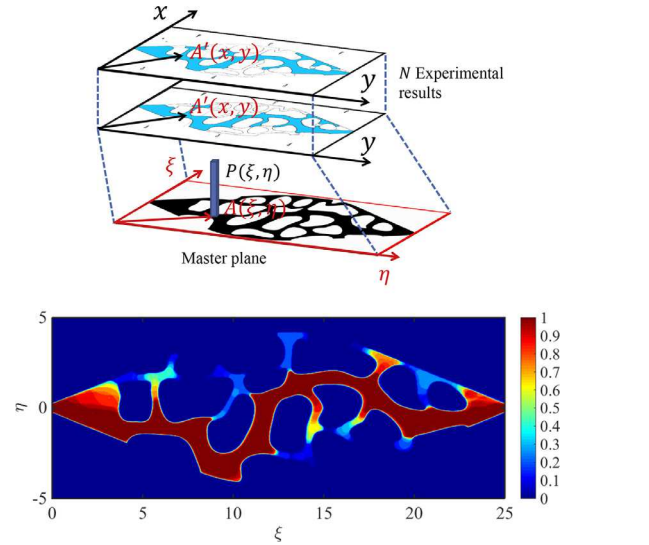 x
A'(x, y)
y
N Experimental
results
A'(x, y)
y
ξ
P(ξ, η)
A(ξ, η)
Master plane
η
5
0
-5
η
0
5
10
15
20
25
ξ
1
0.9
0.8
0.7
0.6
0.5
0.4
0.3
0.2
0.1
0